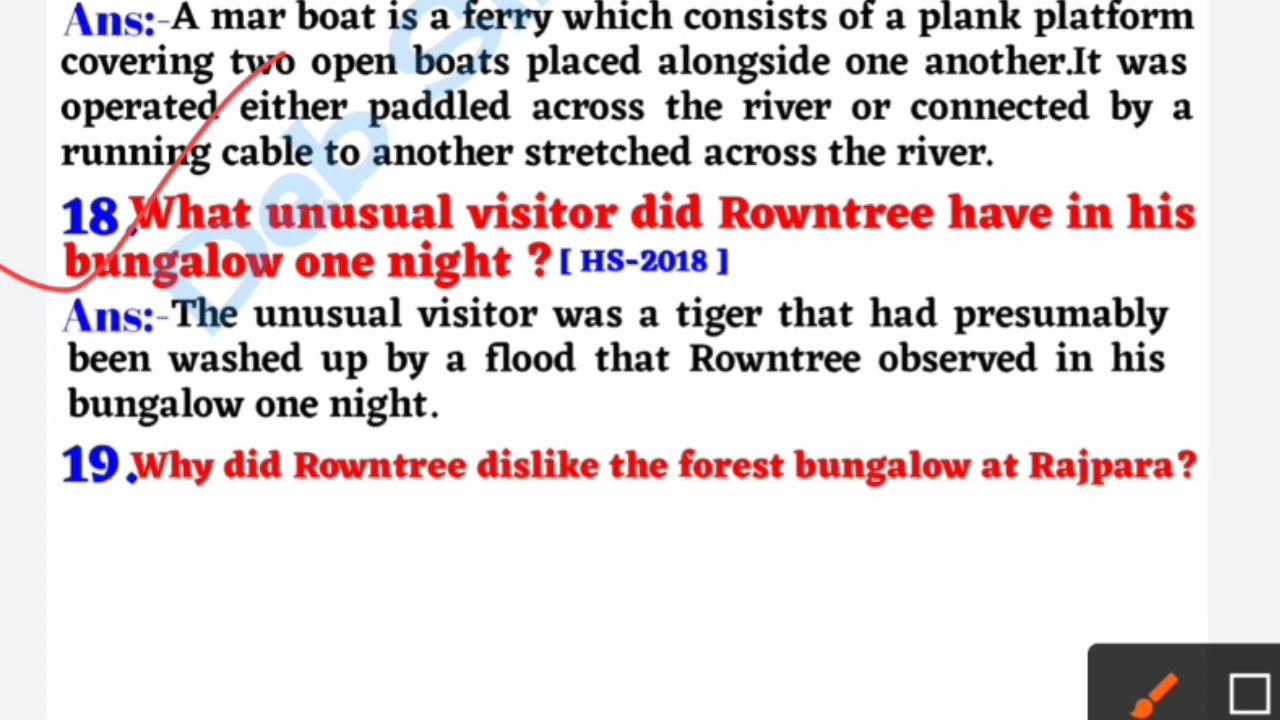 Ans:-A mar boat is a ferry which consists of a plank platform
covering two open boats placed alongside one another.It was
operated either paddled across the river or connected by a
running cable to another stretched across the river.
18.What unusual visitor did Rowntree have in his
bungalow one night ? [ HS-2018 ]
Ans:-The unusual visitor was a tiger that had presumably
been washed up by a flood that Rowntree observed in his
bungalow one night.
19.Why did Rowntree dislike the forest bungalow at Rajpara?
Deb